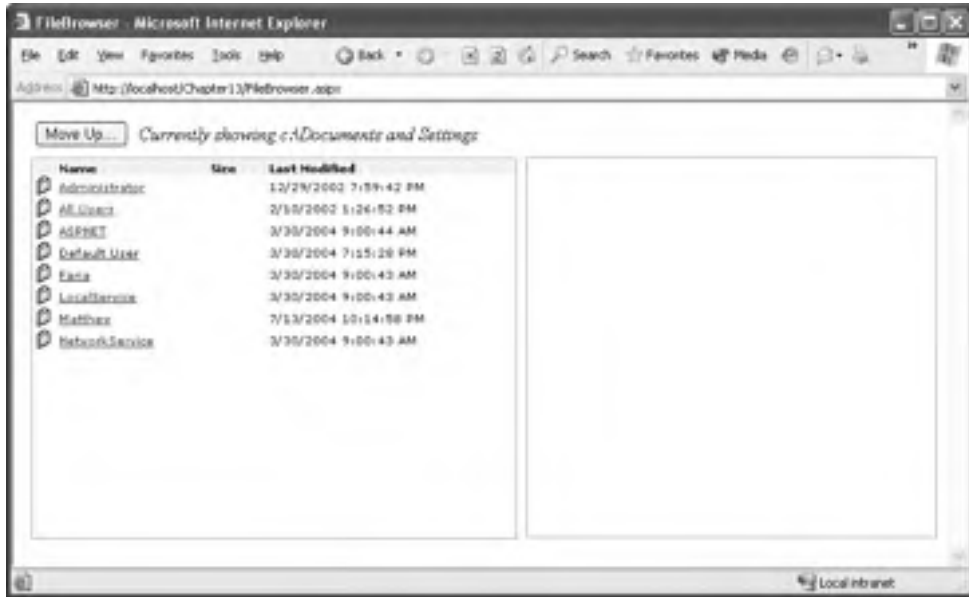 FileBrowser - Microsoft Internet Explorer
File Edit View Favorites Tools Help Back Search Favorites Media
Address http://localhost/Chapter13/FileBrowser.aspx
Move Up... Currently showing c:\Documents and Settings
Name Size Last Modified
Administrator 12/29/2002 7:59:42 PM
All Users 2/10/2002 1:26:52 PM
ASPNET 3/30/2004 9:00:44 AM
Default User 3/30/2004 7:15:28 PM
Faria 3/30/2004 9:00:43 AM
LocalService 3/30/2004 9:00:43 AM
Matthew 7/13/2004 10:14:58 PM
NetworkService 3/30/2004 9:00:43 AM
Local intranet